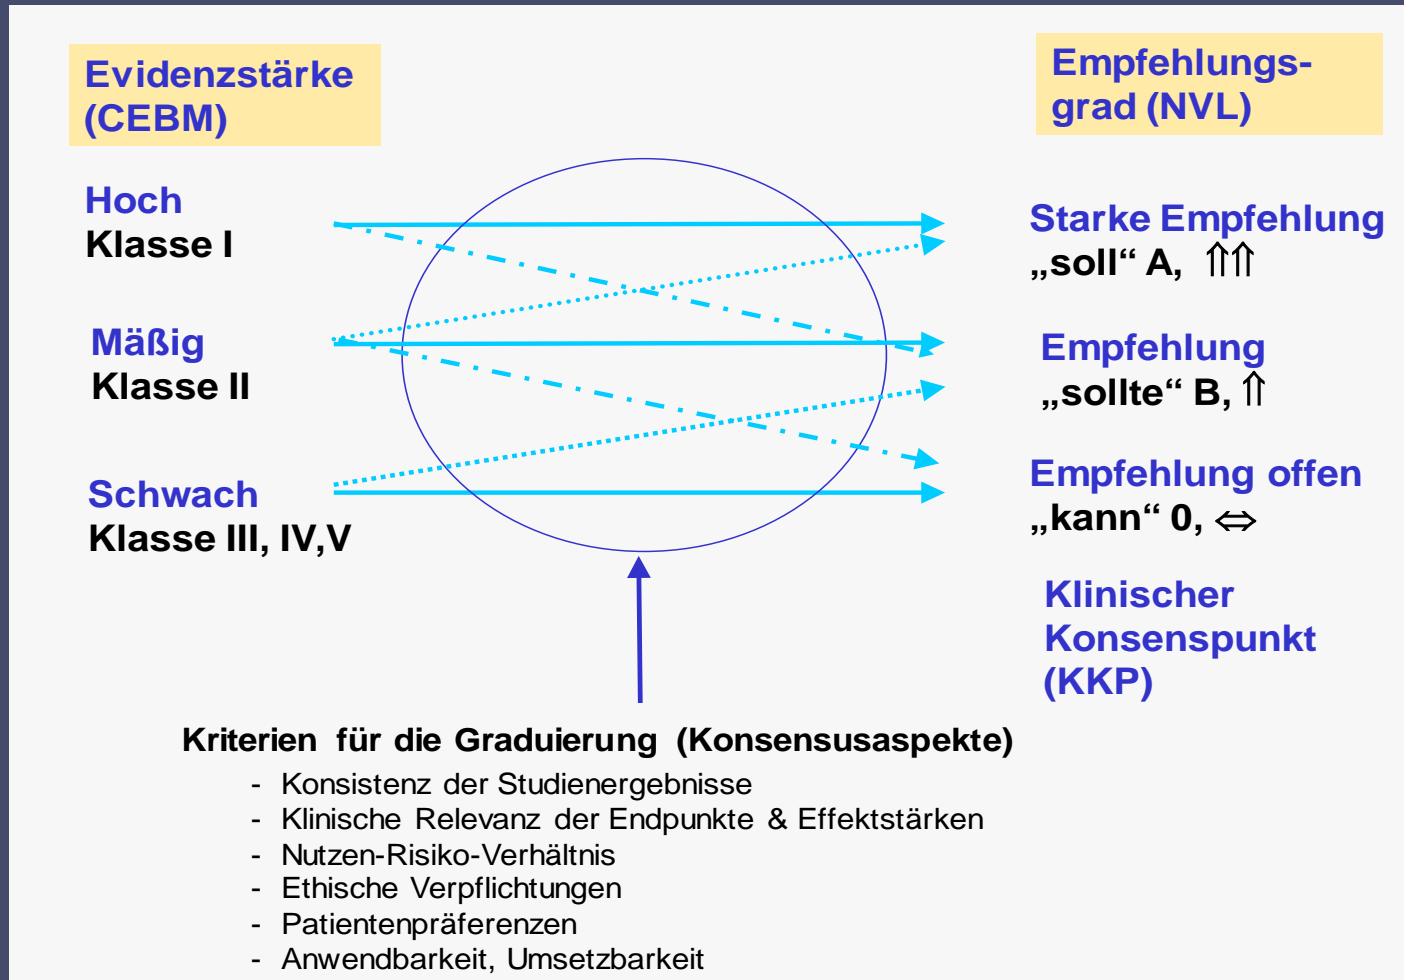 Evidenzstärke
(CEBM)
Empfehlungs-
grad (NVL)
Hoch
Klasse I
Starke Empfehlung
„soll“ A, ⇑⇑
Mäßig
Klasse II
Empfehlung
„sollte“ B, ⇑
Schwach
Klasse III, IV,V
Empfehlung offen
„kann“ 0, ⇔
Klinischer
Konsenspunkt
(KKP)
Kriterien für die Graduierung (Konsensusaspekte)
- Konsistenz der Studienergebnisse
- Klinische Relevanz der Endpunkte & Effektstärken
- Nutzen-Risiko-Verhältnis
- Ethische Verpflichtungen
- Patientenpräferenzen
- Anwendbarkeit, Umsetzbarkeit